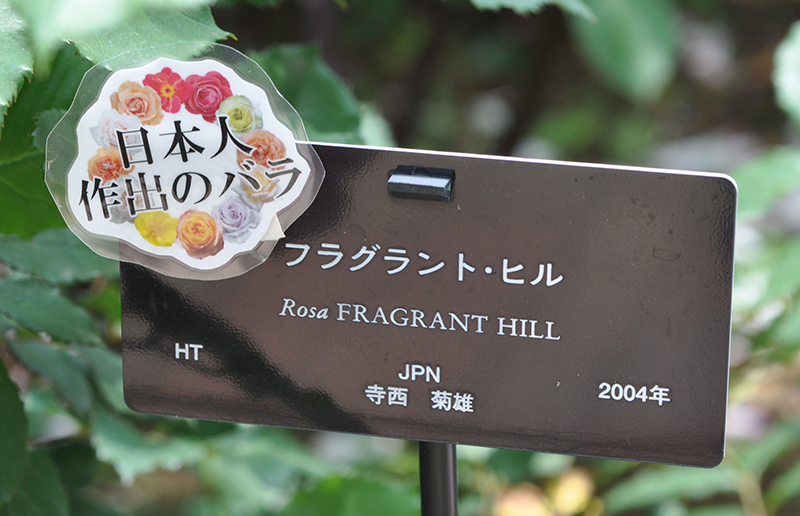 日本人
作出のバラ
フラグラント・ヒル
Rosa FRAGRANT HILL
HT
JPN
寺西　菊雄
2004年